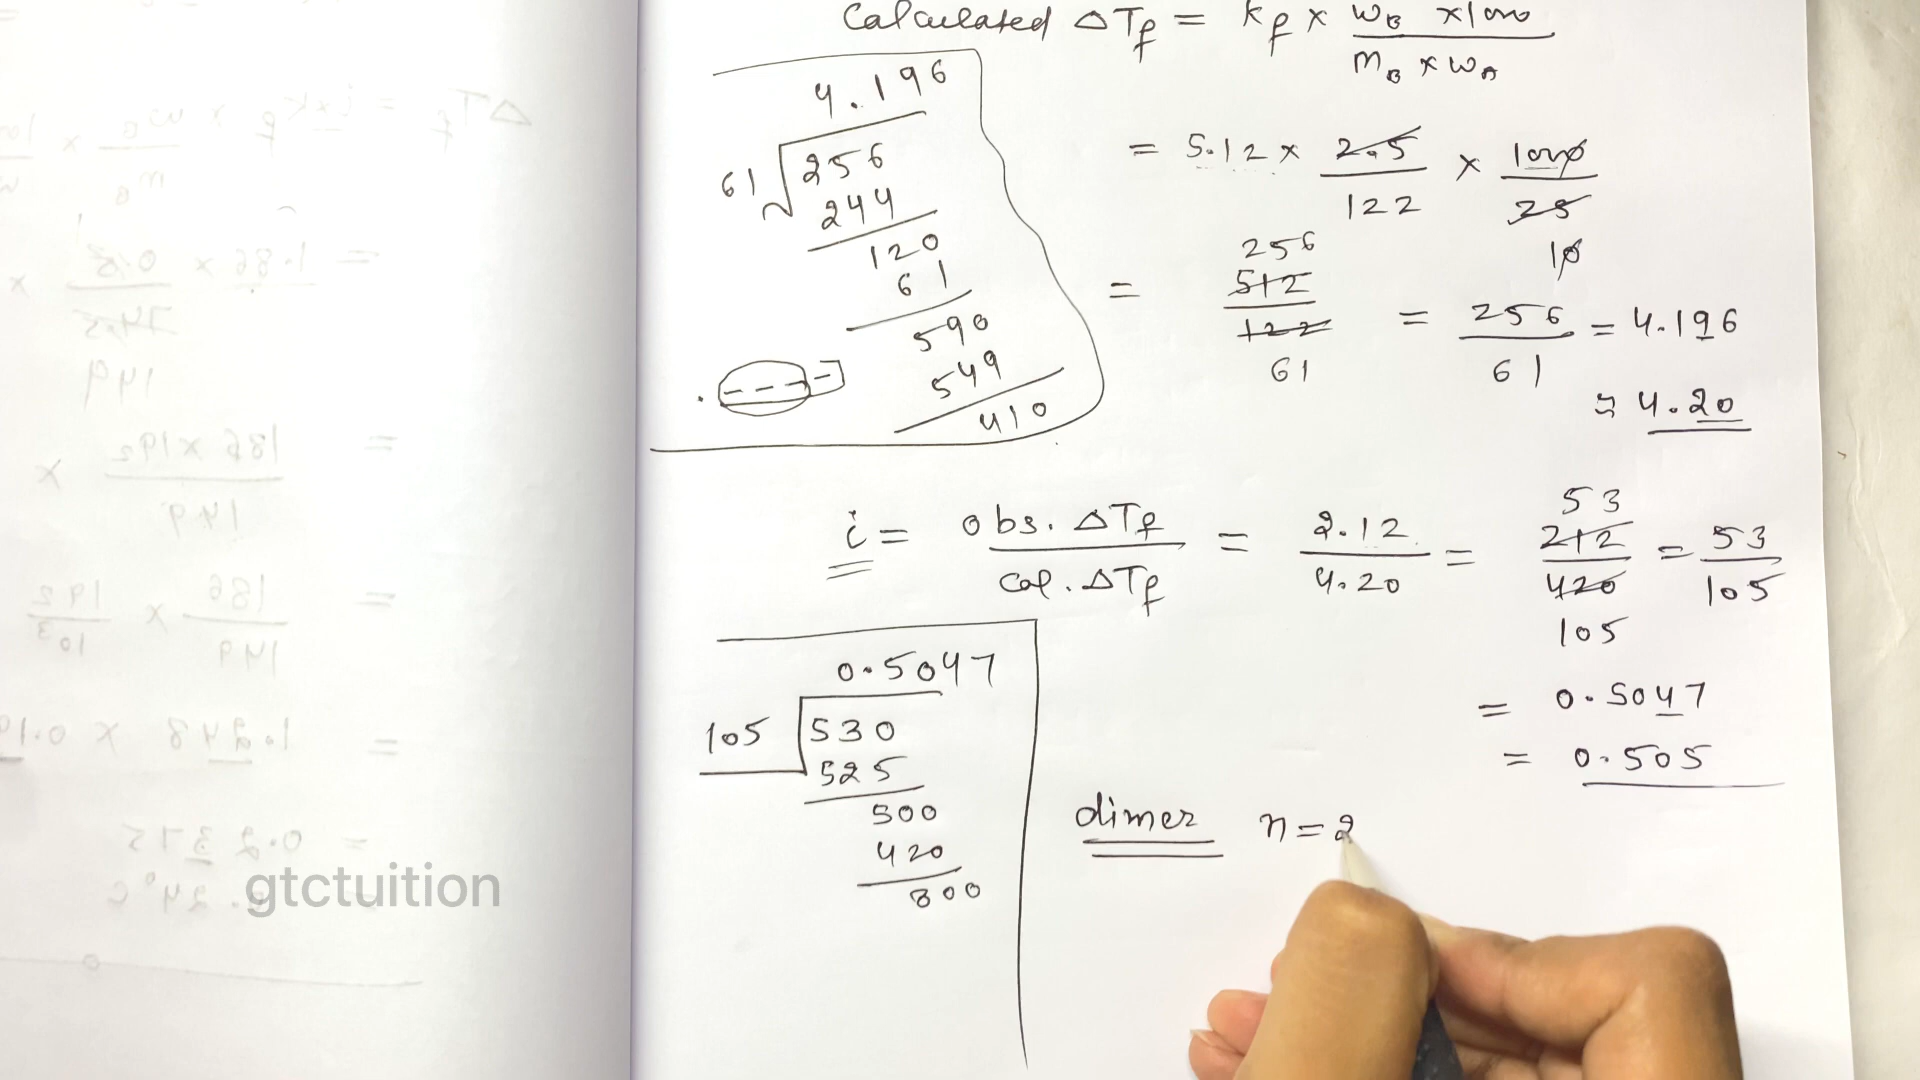 Calculated ΔTf = kf × wB × 1000 / mB × wA
4.196
61 √256
244
120
61
590
549
410
= 5.12 × 2.5 / 122 × 1000 / 25
10
= 256
512 / 122
61
= 256 / 61 = 4.196
≈ 4.20
i = obs. ΔTf / cal. ΔTf = 2.12 / 4.20 =
53
212 / 420
105
= 53 / 105
= 0.5047
= 0.505
0.5047
105 530
525
500
420
800
dimer n = 2
gtctuition